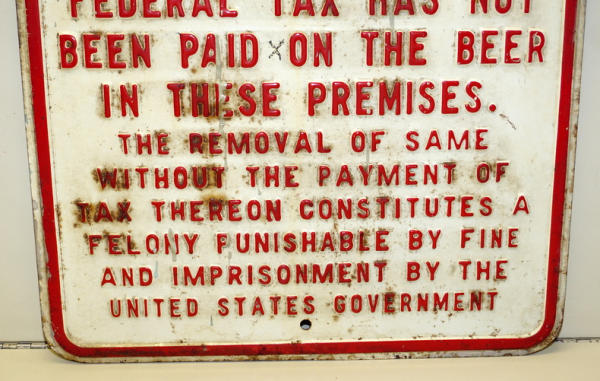 FEDERAL TAX HAS NOT
BEEN PAID ON THE BEER
IN THESE PREMISES.
THE REMOVAL OF SAME
WITHOUT THE PAYMENT OF
TAX THEREON CONSTITUTES A
FELONY PUNISHABLE BY FINE
AND IMPRISONMENT BY THE
UNITED STATES GOVERNMENT